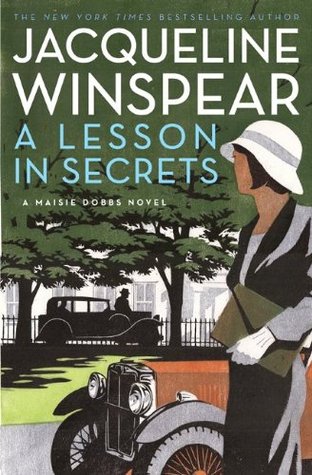 THE NEW YORK TIMES BESTSELLING AUTHOR
JACQUELINE
WINSPEAR
A LESSON
IN SECRETS
A MAISIE DOBBS NOVEL